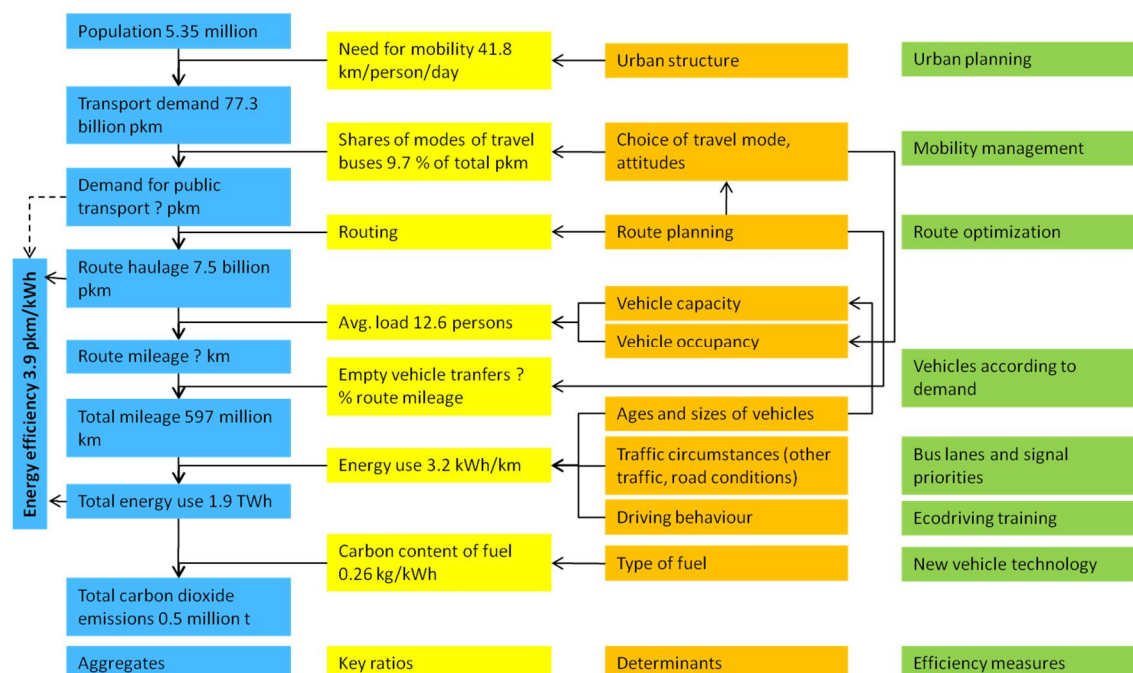 Population 5.35 million
Need for mobility 41.8
km/person/day
Urban structure
Urban planning
Transport demand 77.3
billion pkm
Shares of modes of travel
buses 9.7 % of total pkm
Choice of travel mode,
attitudes
Mobility management
Demand for public
transport ? pkm
Routing
Route planning
Route optimization
Energy efficiency 3.9 pkm/kWh
Route haulage 7.5 billion
pkm
Avg. load 12.6 persons
Vehicle capacity
Vehicle occupancy
Route mileage ? km
Empty vehicle tranfers ?
% route mileage
Vehicles according to
demand
Total mileage 597 million
km
Ages and sizes of vehicles
Energy use 3.2 kWh/km
Traffic circumstances (other
traffic, road conditions)
Bus lanes and signal
priorities
Total energy use 1.9 TWh
Driving behaviour
Ecodriving training
Carbon content of fuel
0.26 kg/kWh
Type of fuel
New vehicle technology
Total carbon dioxide
emissions 0.5 million t
Aggregates
Key ratios
Determinants
Efficiency measures